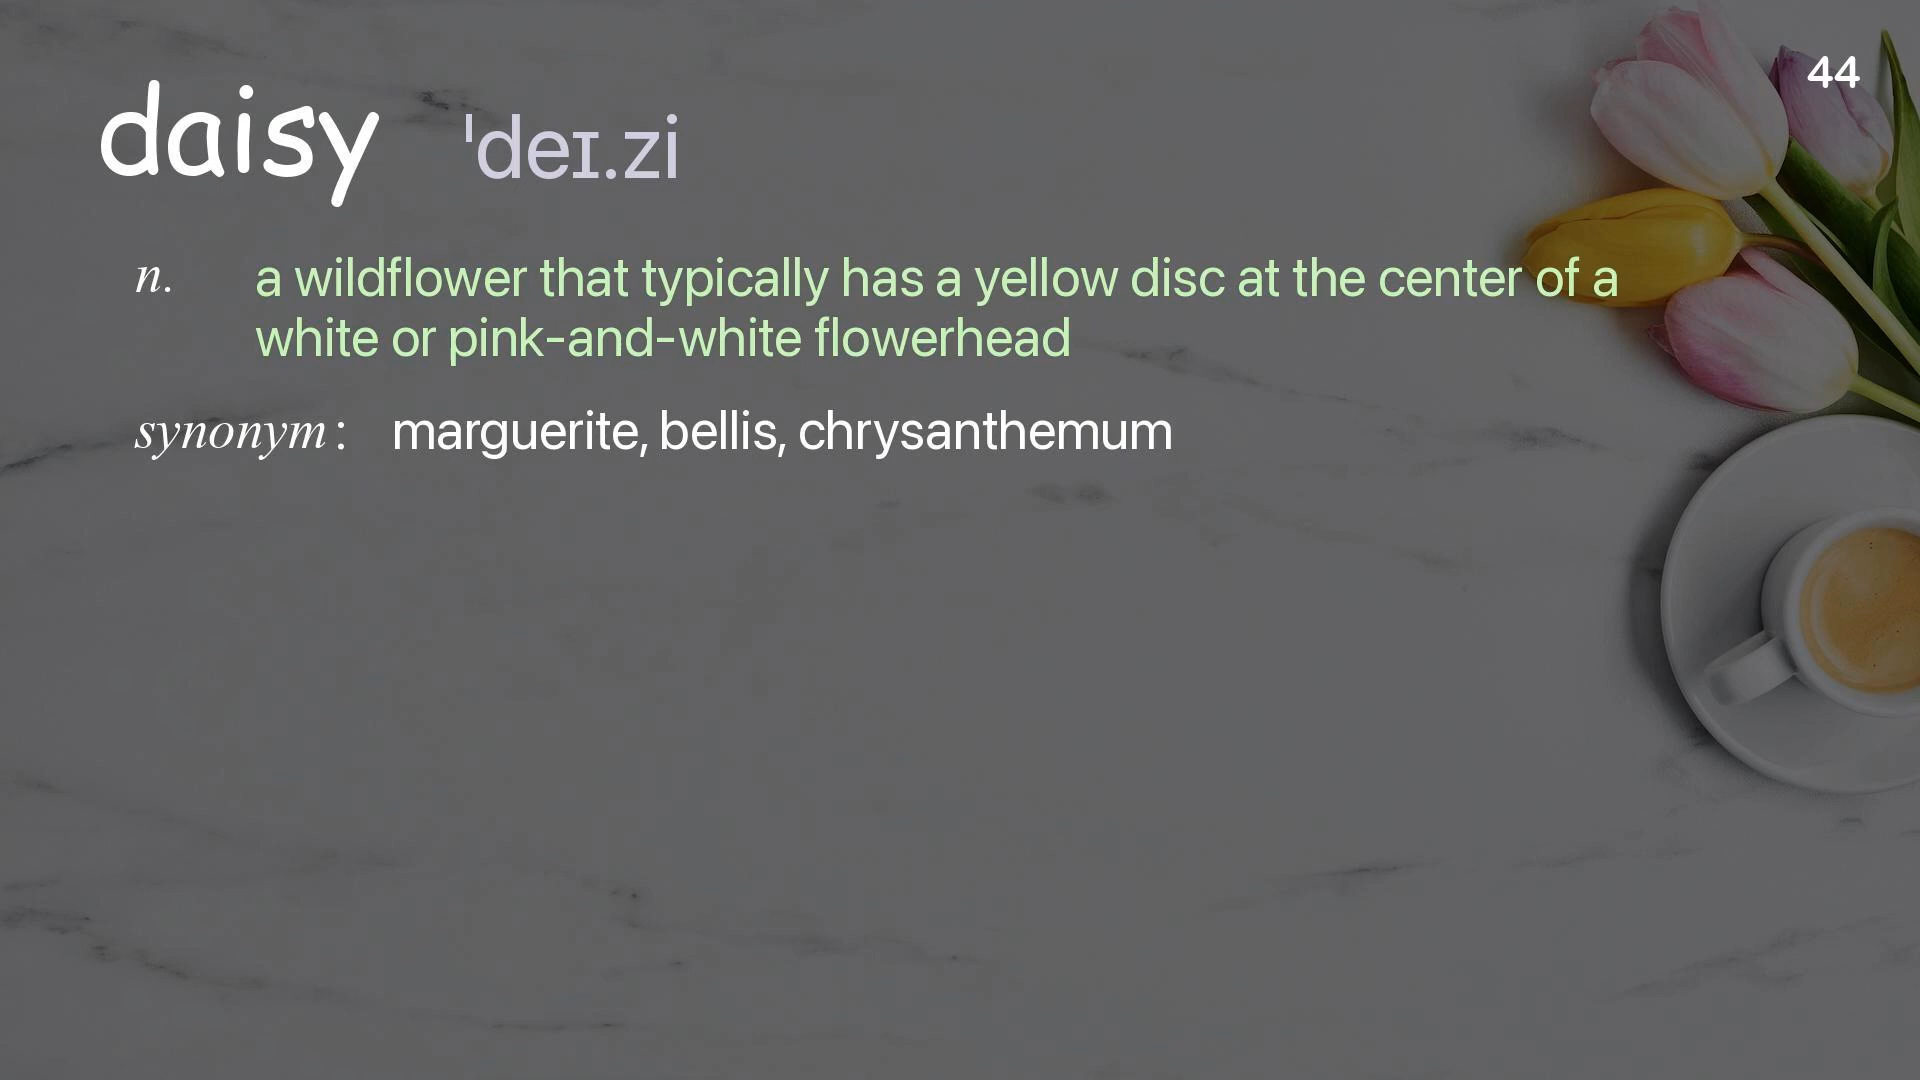 44
daisy ˈdeɪ.zi
n. a wildflower that typically has a yellow disc at the center of a
white or pink-and-white flowerhead
synonym: marguerite, bellis, chrysanthemum